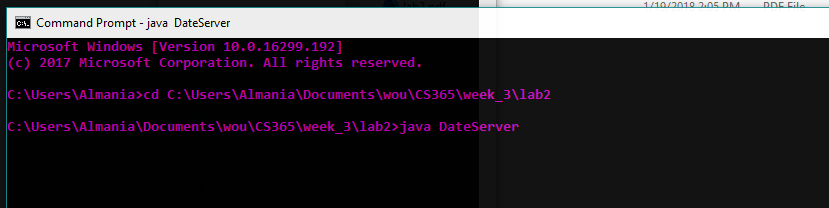 1/19/2018 2:05 PM PDF File
Command Prompt - java DateServer
Microsoft Windows [Version 10.0.16299.192]
(c) 2017 Microsoft Corporation. All rights reserved.
C:\Users\Almania>cd C:\Users\Almania\Documents\wou\CS365\week_3\lab2
C:\Users\Almania\Documents\wou\CS365\week_3\lab2>java DateServer